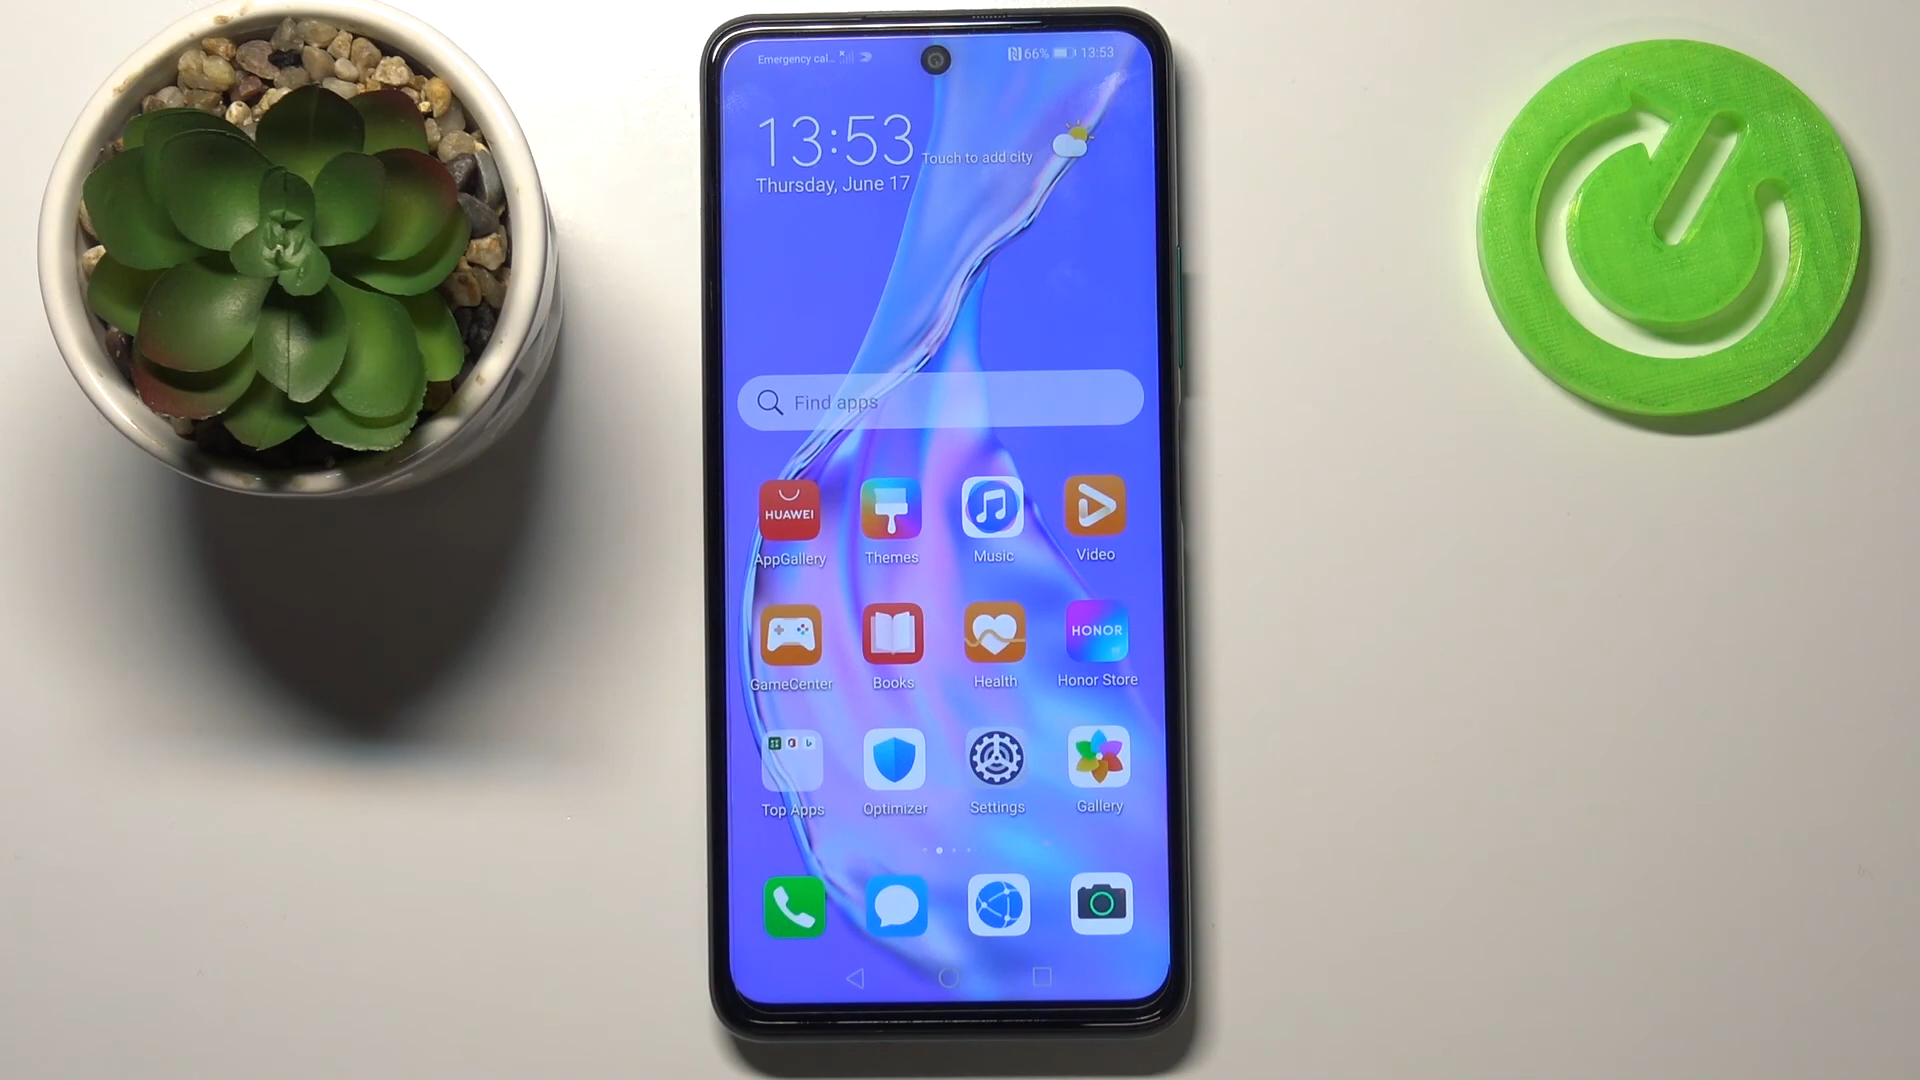 Emergency cal...
66% 13:53
13:53
Touch to add city
Thursday, June 17
Find apps
HUAWEI
AppGallery Themes Music Video
HONOR
GameCenter Books Health Honor Store
Top Apps Optimizer Settings Gallery